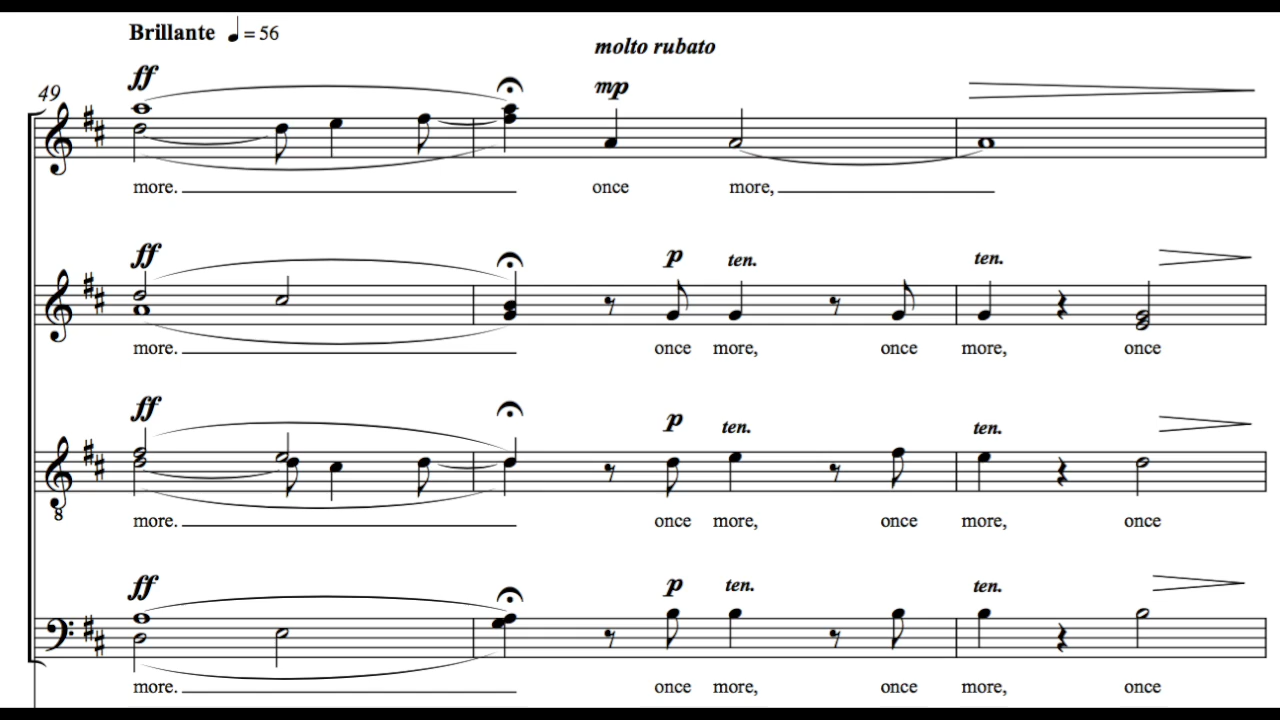 Brillante ♩ = 56
molto rubato
49
ff mp
more. once more,
ff p ten. ten.
more. once more, once more, once
ff p ten. ten.
8
more. once more, once more, once
ff p ten. ten.
more. once more, once more, once